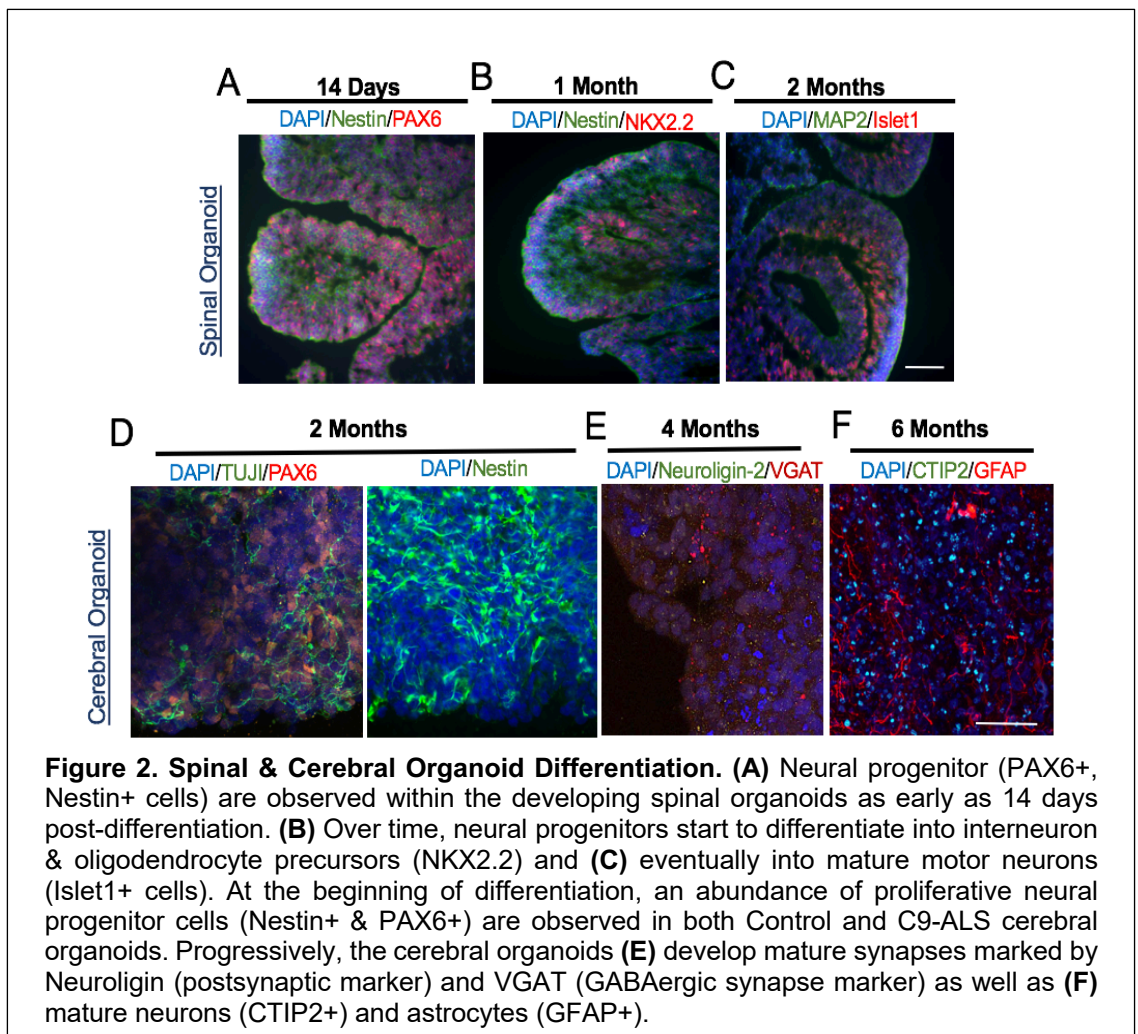 A
14 Days
DAPI/Nestin/PAX6
B
1 Month
DAPI/Nestin/NKX2.2
C
2 Months
DAPI/MAP2/Islet1
Spinal Organoid
D
2 Months
DAPI/TUJI/PAX6
DAPI/Nestin
E
4 Months
DAPI/Neuroligin-2/VGAT
F
6 Months
DAPI/CTIP2/GFAP
Cerebral Organoid
Figure 2. Spinal & Cerebral Organoid Differentiation. (A) Neural progenitor (PAX6+,
Nestin+ cells) are observed within the developing spinal organoids as early as 14 days
post-differentiation. (B) Over time, neural progenitors start to differentiate into interneuron
& oligodendrocyte precursors (NKX2.2) and (C) eventually into mature motor neurons
(Islet1+ cells). At the beginning of differentiation, an abundance of proliferative neural
progenitor cells (Nestin+ & PAX6+) are observed in both Control and C9-ALS cerebral
organoids. Progressively, the cerebral organoids (E) develop mature synapses marked by
Neuroligin (postsynaptic marker) and VGAT (GABAergic synapse marker) as well as (F)
mature neurons (CTIP2+) and astrocytes (GFAP+).